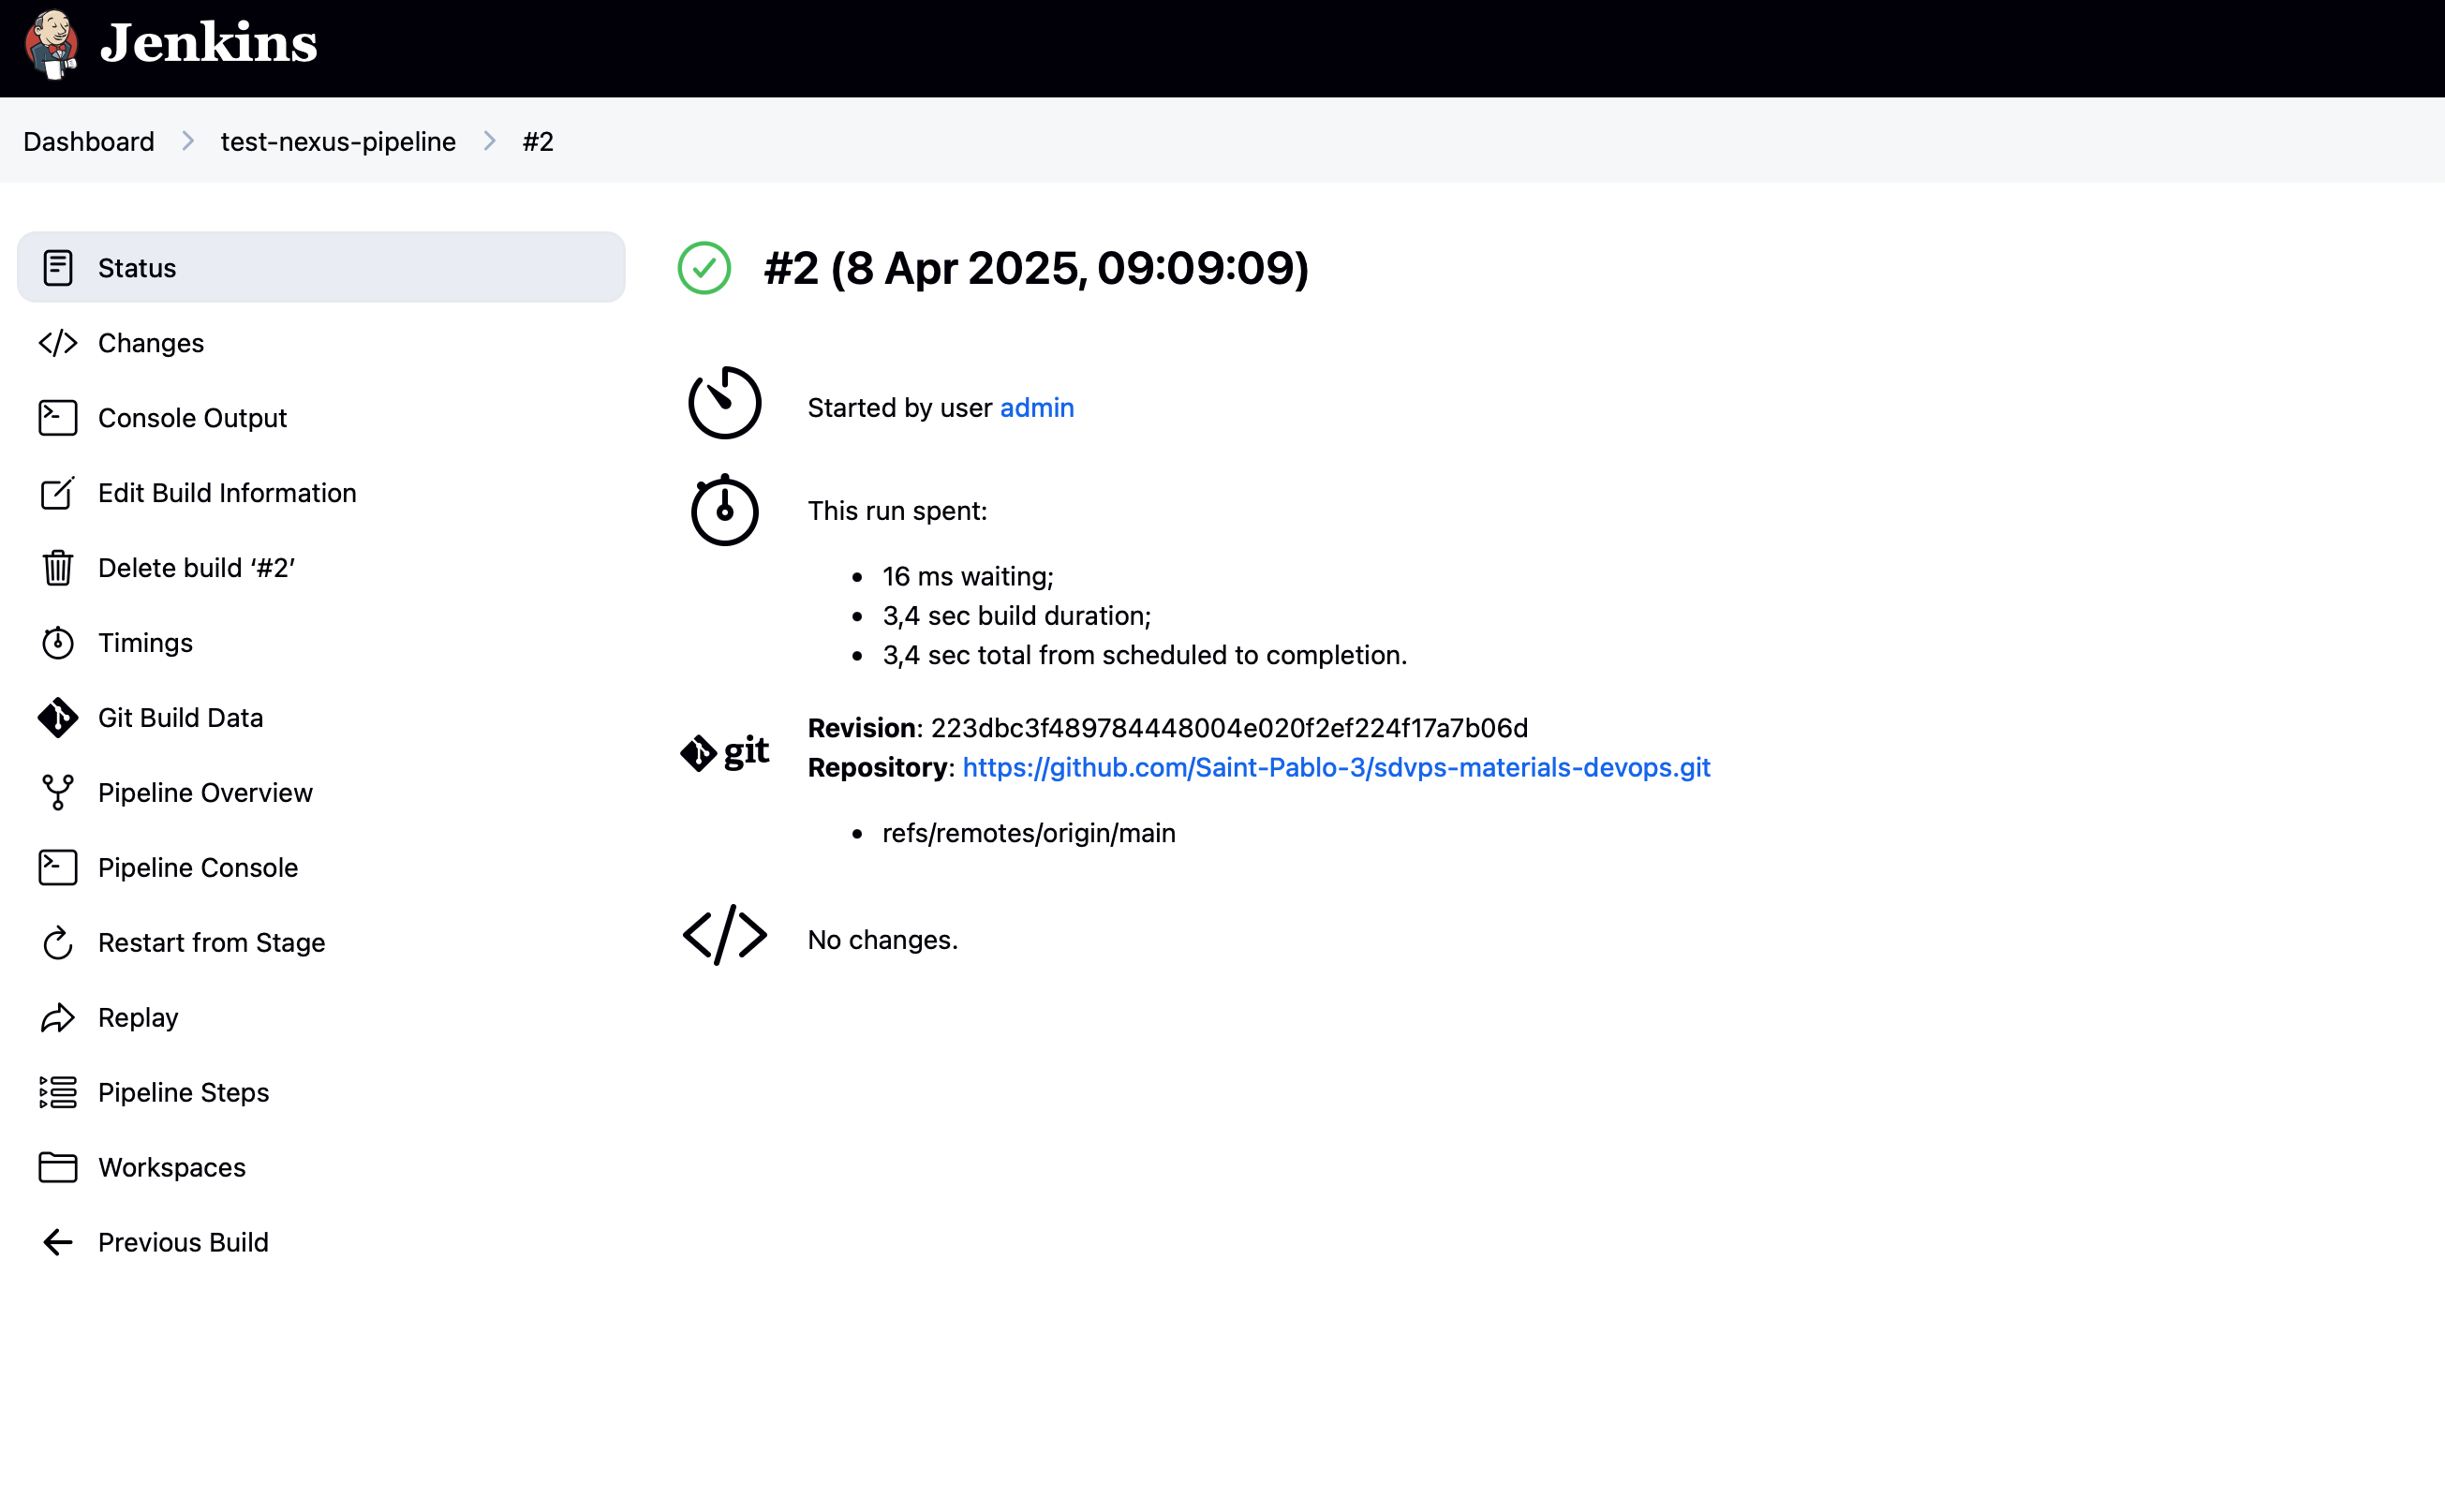 Jenkins
Dashboard > test-nexus-pipeline > #2
Status
Changes
Console Output
Edit Build Information
Delete build ‘#2’
Timings
Git Build Data
Pipeline Overview
Pipeline Console
Restart from Stage
Replay
Pipeline Steps
Workspaces
Previous Build
#2 (8 Apr 2025, 09:09:09)
Started by user admin
This run spent:
• 16 ms waiting;
• 3,4 sec build duration;
• 3,4 sec total from scheduled to completion.
git
Revision: 223dbc3f489784448004e020f2ef224f17a7b06d
Repository: https://github.com/Saint-Pablo-3/sdvps-materials-devops.git
• refs/remotes/origin/main
No changes.